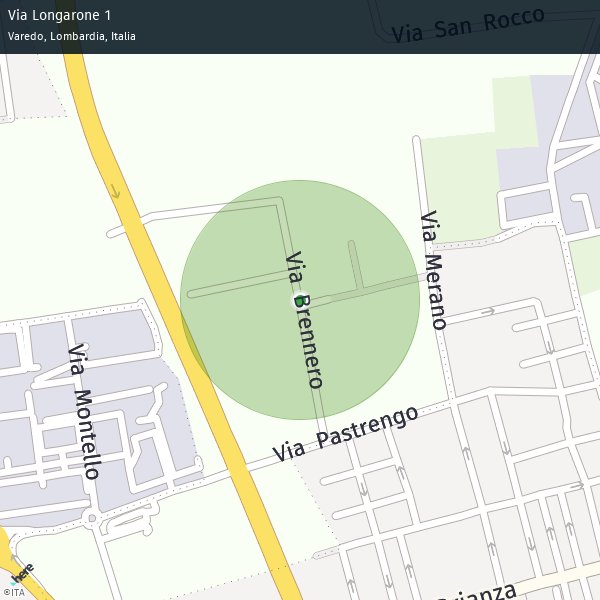 Via Longarone 1
Varedo, Lombardia, Italia
Via San Rocco
Via Merano
Via Brennero
Via Montello
Via Pastrengo
Brianza
here
©ITA